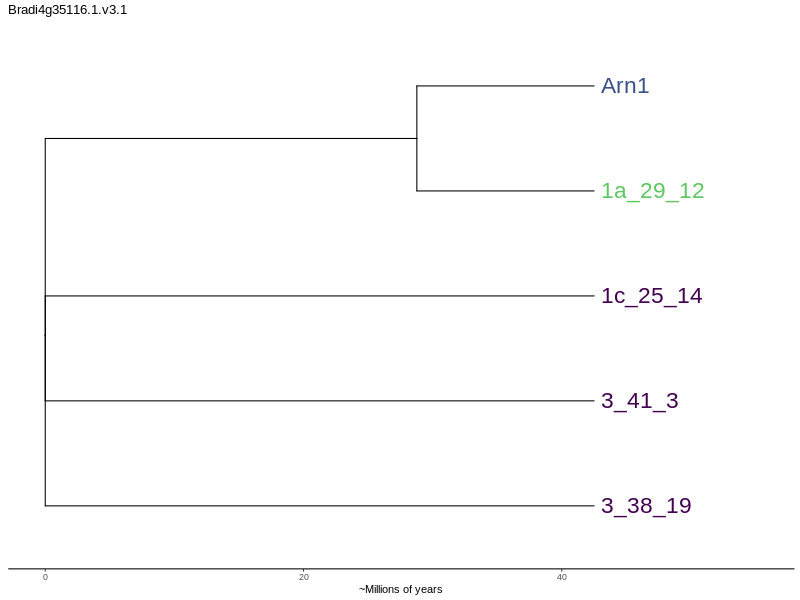 Bradi4g35116.1.v3.1
Arn1
1a_29_12
1c_25_14
3_41_3
3_38_19
0 20 40
~Millions of years